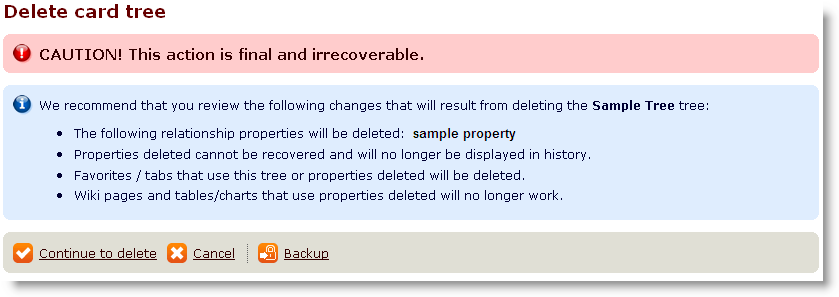 Delete card tree
CAUTION! This action is final and irrecoverable.
We recommend that you review the following changes that will result from deleting the Sample Tree tree:
• The following relationship properties will be deleted: sample property
• Properties deleted cannot be recovered and will no longer be displayed in history.
• Favorites / tabs that use this tree or properties deleted will be deleted.
• Wiki pages and tables/charts that use properties deleted will no longer work.
Continue to delete Cancel Backup